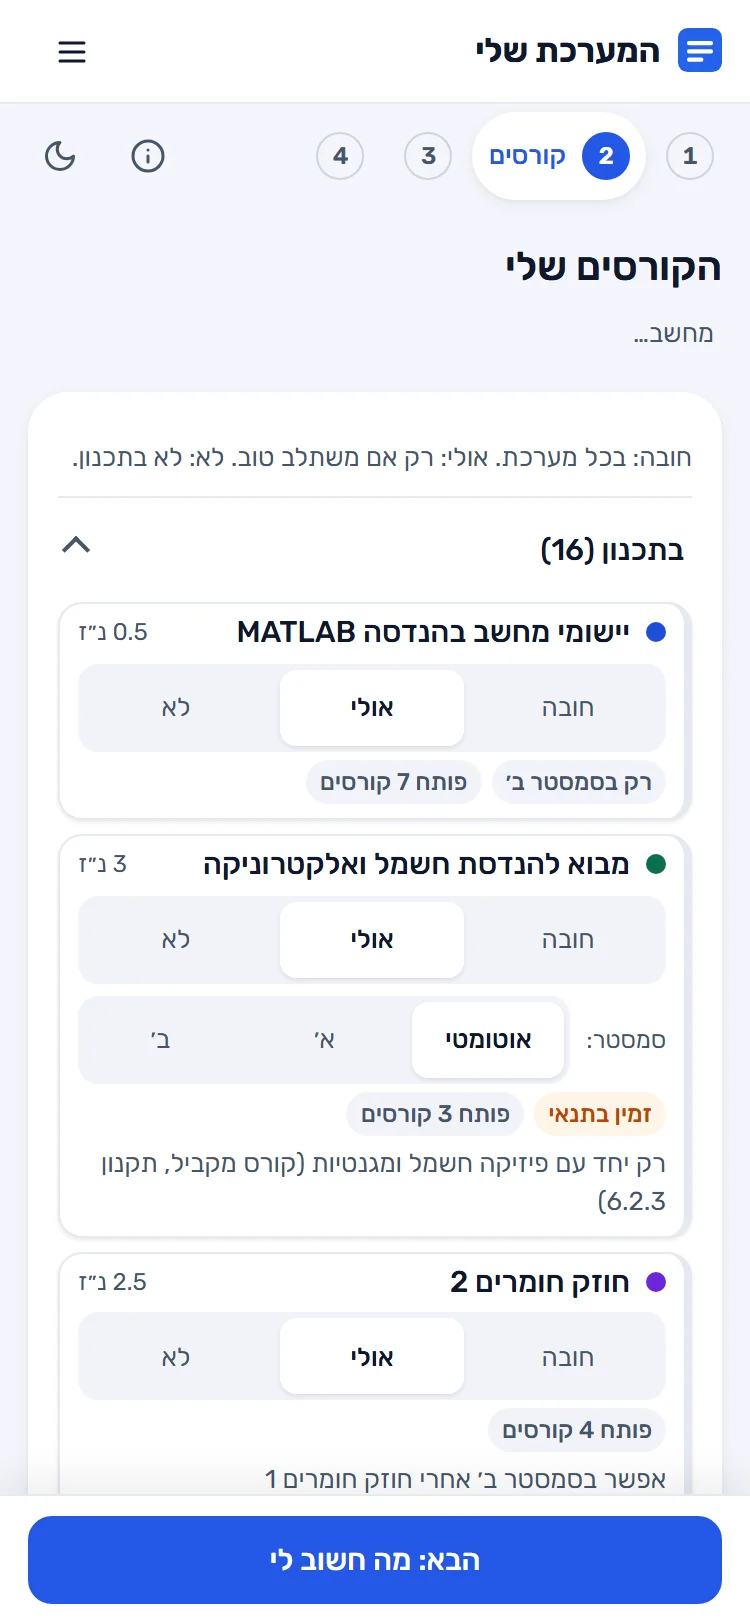 המערכת שלי
1
2 קורסים
3
4
הקורסים שלי
מחשב...
חובה: בכל מערכת. אולי: רק אם משתלב טוב. לא: לא בתכנון.
בתכנון (16)
יישומי מחשב בהנדסה MATLAB
0.5 נ״ז
חובה
אולי
לא
רק בסמסטר ב׳
פותח 7 קורסים
מבוא להנדסת חשמל ואלקטרוניקה
3 נ״ז
חובה
אולי
לא
סמסטר:
אוטומטי
א׳
ב׳
זמין בתנאי
פותח 3 קורסים
רק יחד עם פיזיקה חשמל ומגנטיות (קורס מקביל, תקנון
6.2.3)
חוזק חומרים 2
2.5 נ״ז
חובה
אולי
לא
פותח 4 קורסים
אפשר בסמסטר ב׳ אחרי חוזק חומרים 1
הבא: מה חשוב לי